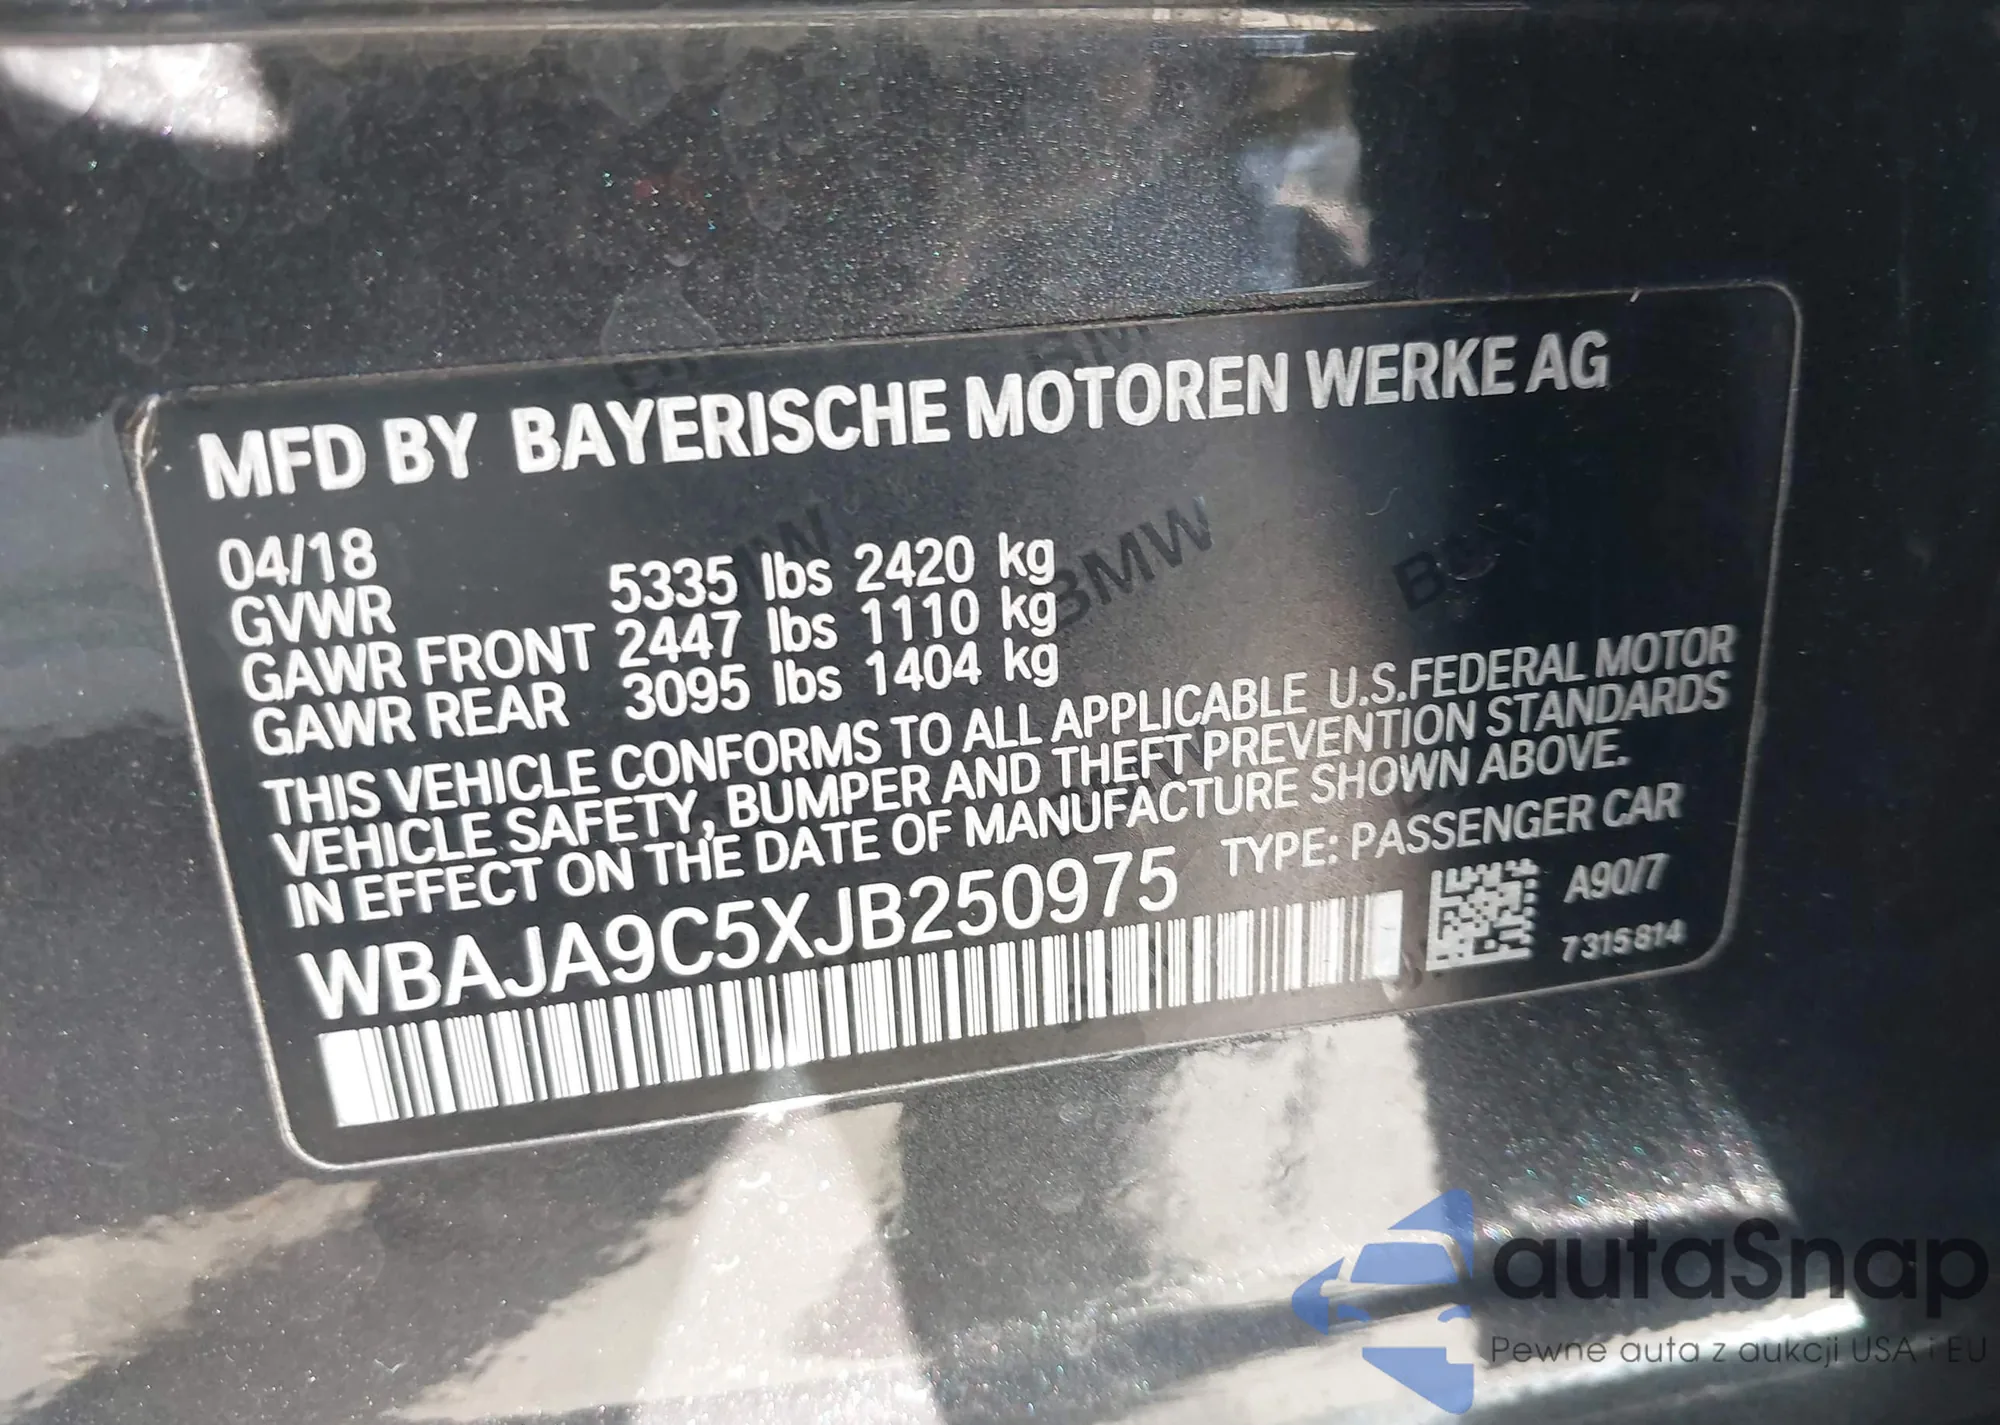 MFD BY BAYERISCHE MOTOREN WERKE AG
04/18
GVWR 5335 lbs 2420 kg
GAWR FRONT 2447 lbs 1110 kg
GAWR REAR 3095 lbs 1404 kg
THIS VEHICLE CONFORMS TO ALL APPLICABLE U.S.FEDERAL MOTOR
VEHICLE SAFETY, BUMPER AND THEFT PREVENTION STANDARDS
IN EFFECT ON THE DATE OF MANUFACTURE SHOWN ABOVE.
WBAJA9C5XJB250975 TYPE: PASSENGER CAR
A90/7
7315814
BMW
autaSnap
Pewne auta z aukcji USA i EU